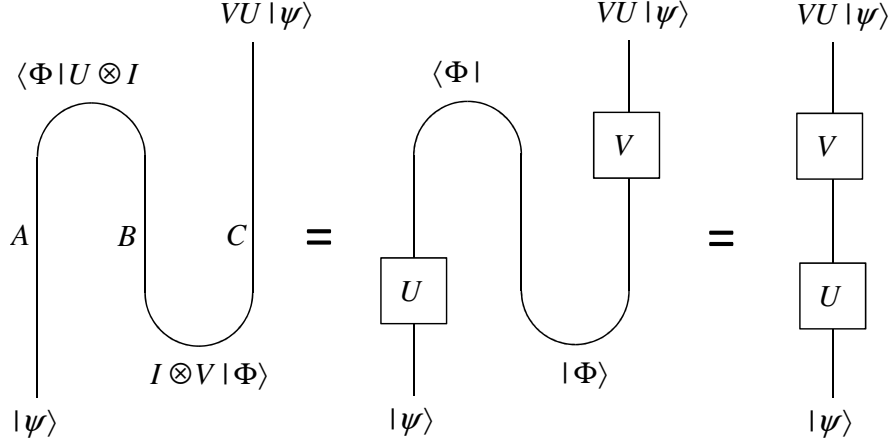 VU |ψ⟩ VU |ψ⟩ VU |ψ⟩
⟨Φ| U ⊗ I ⟨Φ|
V V
A B C = =
U U
I ⊗ V |Φ⟩ |Φ⟩
|ψ⟩ |ψ⟩ |ψ⟩